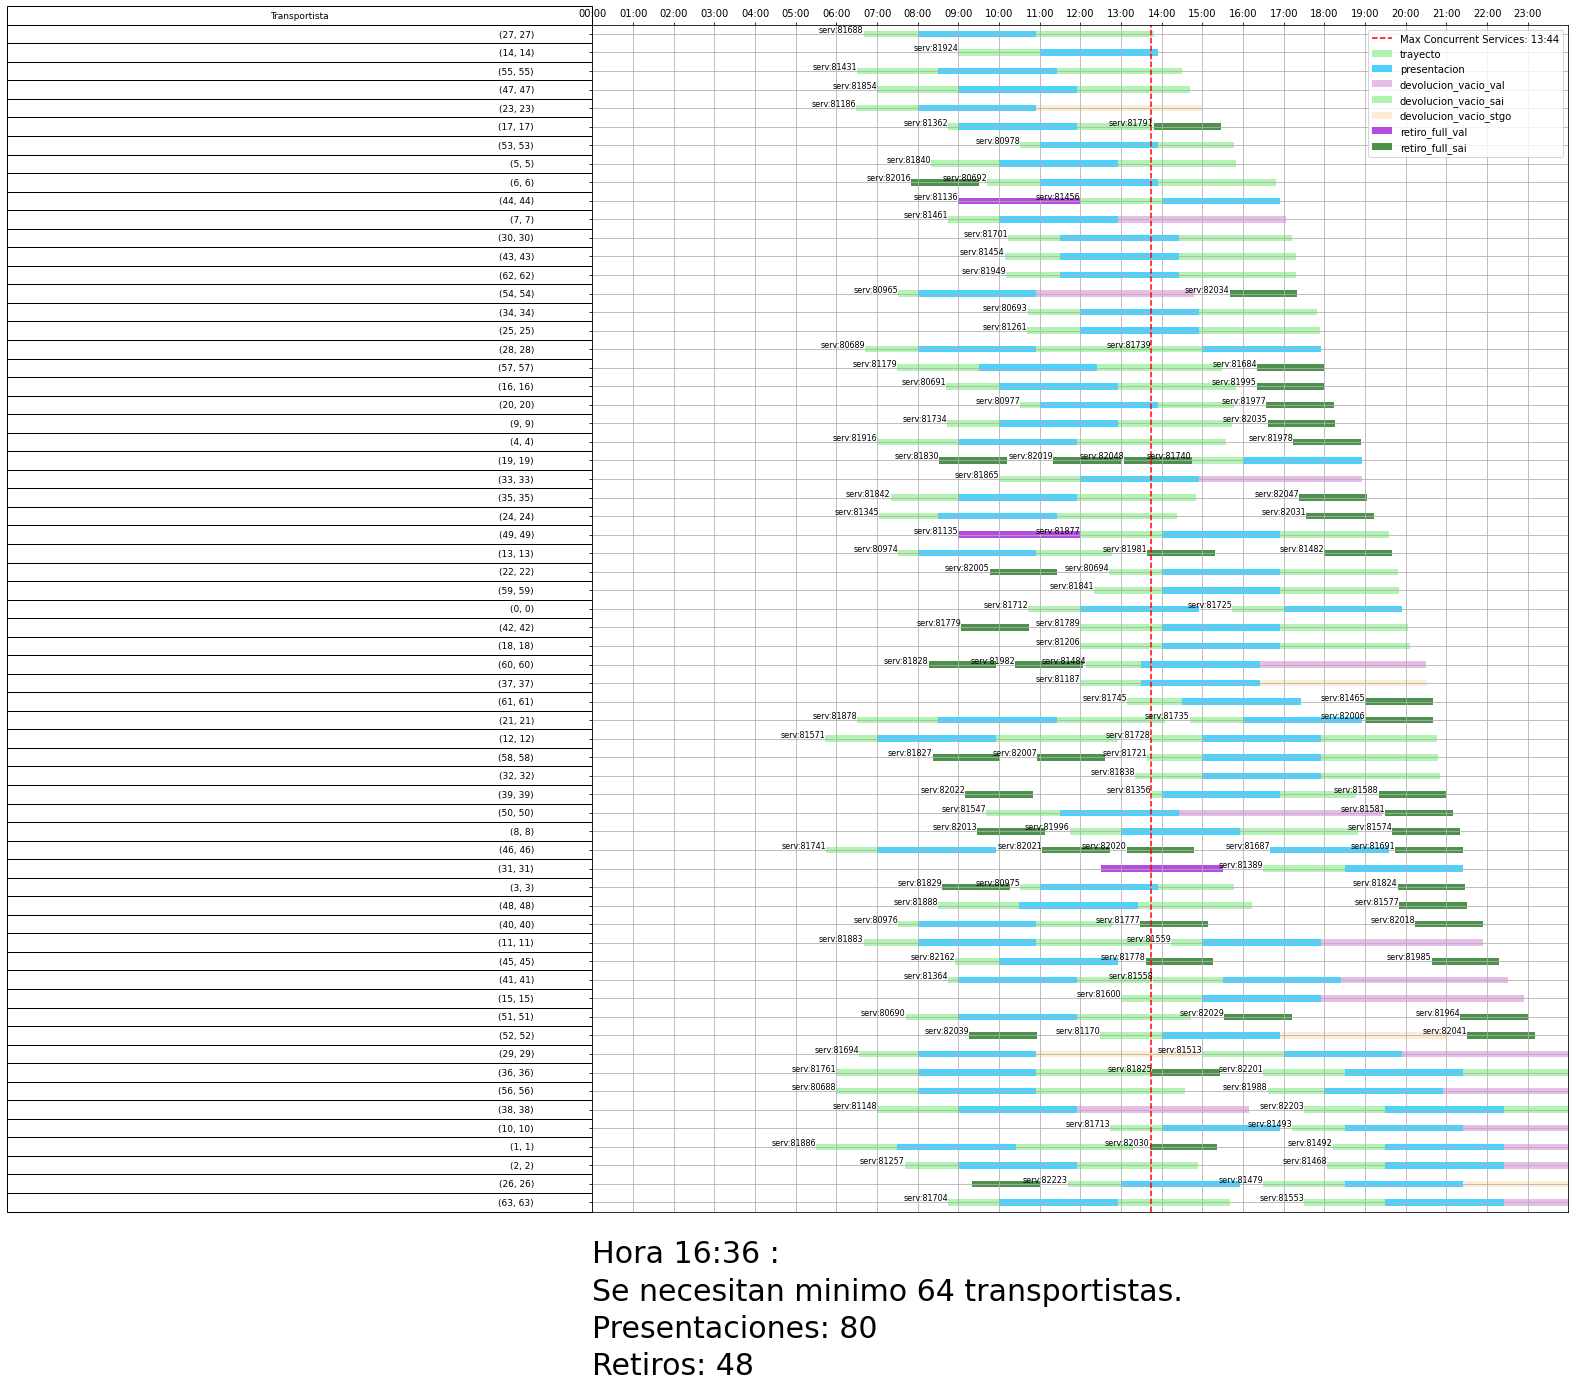 Transportista
00:00 01:00 02:00 03:00 04:00 05:00 06:00 07:00 08:00 09:00 10:00 11:00 12:00 13:00 14:00 15:00 16:00 17:00 18:00 19:00 20:00 21:00 22:00 23:00
Max Concurrent Services: 13:44
trayecto
presentacion
devolucion_vacio_val
devolucion_vacio_sai
devolucion_vacio_stgo
retiro_full_val
retiro_full_sai
(27, 27) serv:81688
(14, 14) serv:81924
(55, 55) serv:81431
(47, 47) serv:81854
(23, 23) serv:81186
(17, 17) serv:81362 serv:81791
(53, 53) serv:80978
(5, 5) serv:81840
(6, 6) serv:82016 serv:80692
(44, 44) serv:81136 serv:81456
(7, 7) serv:81461
(30, 30) serv:81701
(43, 43) serv:81454
(62, 62) serv:81949
(54, 54) serv:80965 serv:82034
(34, 34) serv:80693
(25, 25) serv:81261
(28, 28) serv:80689 serv:81739
(57, 57) serv:81179 serv:81684
(16, 16) serv:80691 serv:81995
(20, 20) serv:80977 serv:81977
(9, 9) serv:81734 serv:82035
(4, 4) serv:81916 serv:81978
(19, 19) serv:81830 serv:82019 serv:82048 serv:81740
(33, 33) serv:81865
(35, 35) serv:81842 serv:82047
(24, 24) serv:81345 serv:82031
(49, 49) serv:81135 serv:81877
(13, 13) serv:80974 serv:81981 serv:81482
(22, 22) serv:82005 serv:80694
(59, 59) serv:81841
(0, 0) serv:81712 serv:81725
(42, 42) serv:81779 serv:81789
(18, 18) serv:81206
(60, 60) serv:81828 serv:81982 serv:81484
(37, 37) serv:81187
(61, 61) serv:81745 serv:81465
(21, 21) serv:81878 serv:81735 serv:82006
(12, 12) serv:81571 serv:81728
(58, 58) serv:81827 serv:82007 serv:81721
(32, 32) serv:81838
(39, 39) serv:82022 serv:81356 serv:81588
(50, 50) serv:81547 serv:81581
(8, 8) serv:82013 serv:81996 serv:81574
(46, 46) serv:81741 serv:82021 serv:82020 serv:81687 serv:81691
(31, 31) serv:81389
(3, 3) serv:81829 serv:80975 serv:81824
(48, 48) serv:81888 serv:81577
(40, 40) serv:80976 serv:81777 serv:82018
(11, 11) serv:81883 serv:81559
(45, 45) serv:82162 serv:81778 serv:81985
(41, 41) serv:81364 serv:81558
(15, 15) serv:81600
(51, 51) serv:80690 serv:82029 serv:81964
(52, 52) serv:82039 serv:81170 serv:82041
(29, 29) serv:81694 serv:81513
(36, 36) serv:81761 serv:81825 serv:82201
(56, 56) serv:80688 serv:81988
(38, 38) serv:81148 serv:82203
(10, 10) serv:81713 serv:81493
(1, 1) serv:81886 serv:82030 serv:81492
(2, 2) serv:81257 serv:81468
(26, 26) serv:82223 serv:81479
(63, 63) serv:81704 serv:81553
Hora 16:36 :
Se necesitan minimo 64 transportistas.
Presentaciones: 80
Retiros: 48